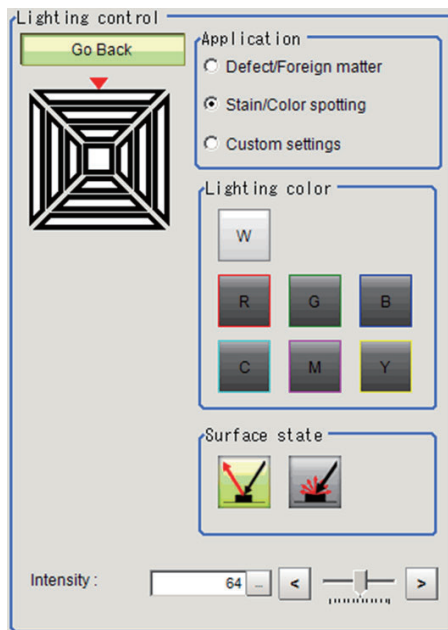 Lighting control
Go Back
Application
Defect/Foreign matter
Stain/Color spotting
Custom settings
Lighting color
W
R G B
C M Y
Surface state
Intensity : 64 ... < >